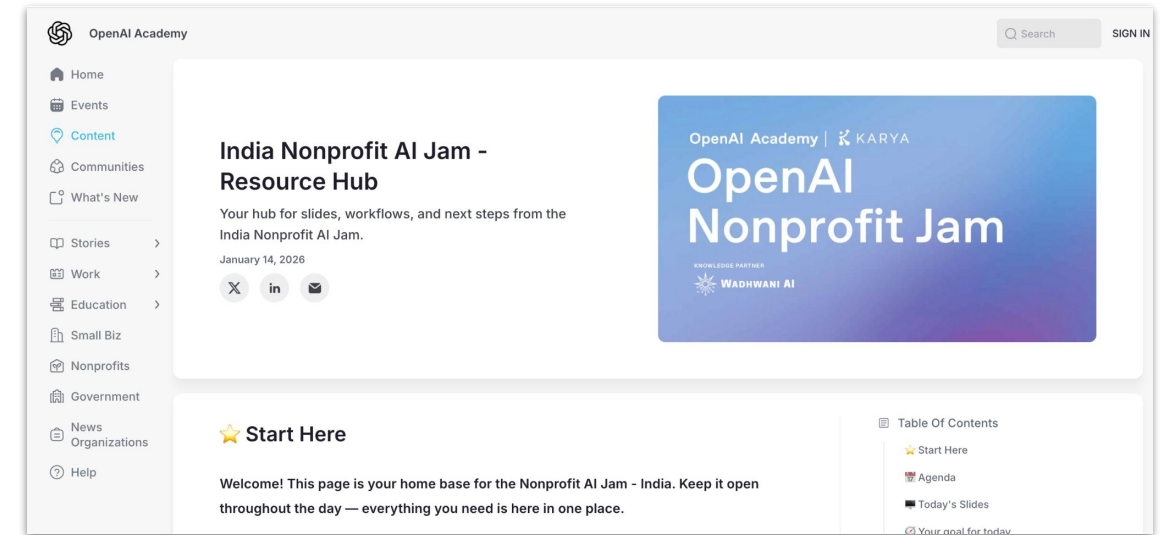 OpenAI Academy
Search
SIGN IN
Home
Events
Content
Communities
What's New
Stories
Work
Education
Small Biz
Nonprofits
Government
News
Organizations
Help
India Nonprofit AI Jam -
Resource Hub
Your hub for slides, workflows, and next steps from the
India Nonprofit AI Jam.
January 14, 2026
OpenAI Academy | KARYA
OpenAI
Nonprofit Jam
KNOWLEDGE PARTNER
WADHWANI AI
⭐ Start Here
Welcome! This page is your home base for the Nonprofit AI Jam - India. Keep it open
throughout the day — everything you need is here in one place.
Table Of Contents
⭐ Start Here
📅 Agenda
🖥️ Today's Slides
🧭 Your goal for today